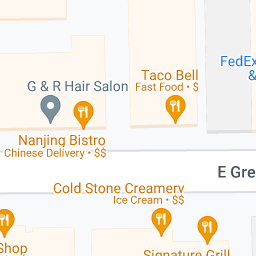 Taco Bell
Fast Food • $
FedEx
&
G & R Hair Salon
Nanjing Bistro
Chinese Delivery • $$
E Gre
Cold Stone Creamery
Ice Cream • $$
Shop
Signature Grill